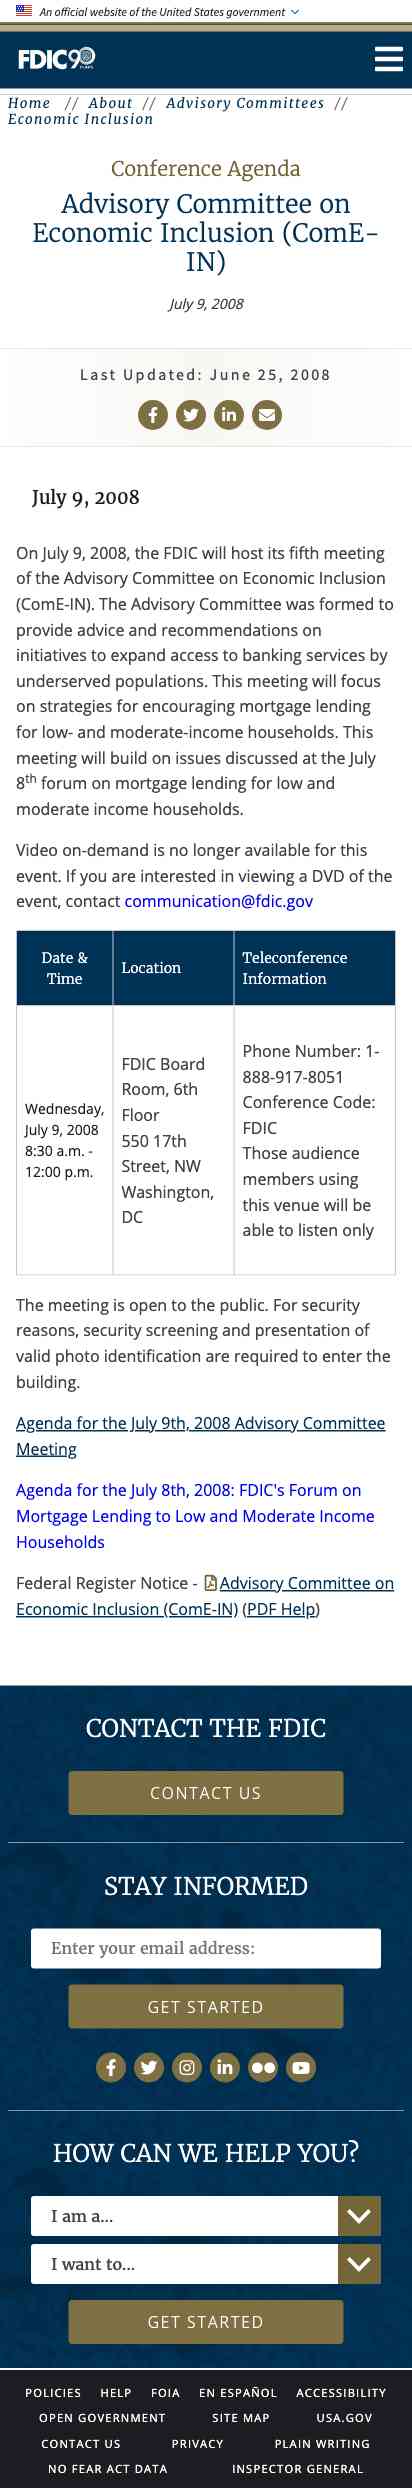 An official website of the United States government
FDIC 90 YEARS
Home // About // Advisory Committees //
Economic Inclusion
Conference Agenda
Advisory Committee on
Economic Inclusion (ComE-
IN)
July 9, 2008
Last Updated: June 25, 2008
July 9, 2008
On July 9, 2008, the FDIC will host its fifth meeting
of the Advisory Committee on Economic Inclusion
(ComE-IN). The Advisory Committee was formed to
provide advice and recommendations on
initiatives to expand access to banking services by
underserved populations. This meeting will focus
on strategies for encouraging mortgage lending
for low- and moderate-income households. This
meeting will build on issues discussed at the July
8th forum on mortgage lending for low and
moderate income households.
Video on-demand is no longer available for this
event. If you are interested in viewing a DVD of the
event, contact communication@fdic.gov
Date &
Time
Location
Teleconference
Information
Wednesday,
July 9, 2008
8:30 a.m. -
12:00 p.m.
FDIC Board
Room, 6th
Floor
550 17th
Street, NW
Washington,
DC
Phone Number: 1-
888-917-8051
Conference Code:
FDIC
Those audience
members using
this venue will be
able to listen only
The meeting is open to the public. For security
reasons, security screening and presentation of
valid photo identification are required to enter the
building.
Agenda for the July 9th, 2008 Advisory Committee
Meeting
Agenda for the July 8th, 2008: FDIC's Forum on
Mortgage Lending to Low and Moderate Income
Households
Federal Register Notice - Advisory Committee on
Economic Inclusion (ComE-IN) (PDF Help)
CONTACT THE FDIC
CONTACT US
STAY INFORMED
Enter your email address:
GET STARTED
HOW CAN WE HELP YOU?
I am a...
I want to...
GET STARTED
POLICIES HELP FOIA EN ESPAÑOL ACCESSIBILITY
OPEN GOVERNMENT SITE MAP USA.GOV
CONTACT US PRIVACY PLAIN WRITING
NO FEAR ACT DATA INSPECTOR GENERAL